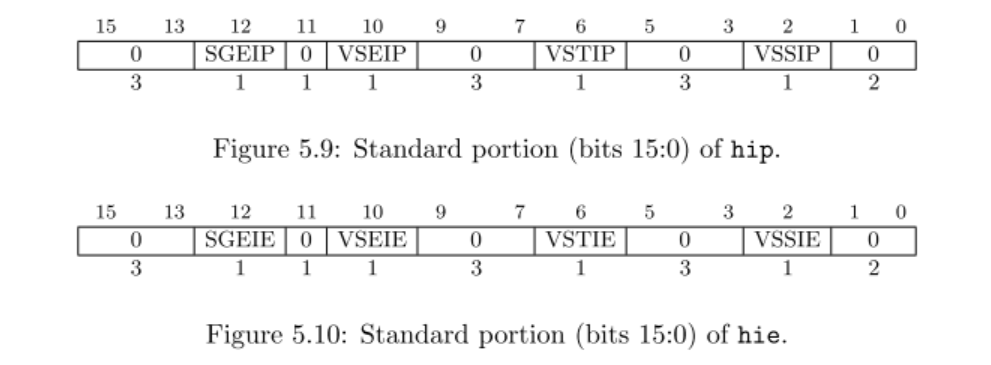 15 13 12 11 10 9 7 6 5 3 2 1 0
0 SGEIP 0 VSEIP 0 VSTIP 0 VSSIP 0
3 1 1 1 3 1 3 1 2
Figure 5.9: Standard portion (bits 15:0) of hip.
15 13 12 11 10 9 7 6 5 3 2 1 0
0 SGEIE 0 VSEIE 0 VSTIE 0 VSSIE 0
3 1 1 1 3 1 3 1 2
Figure 5.10: Standard portion (bits 15:0) of hie.